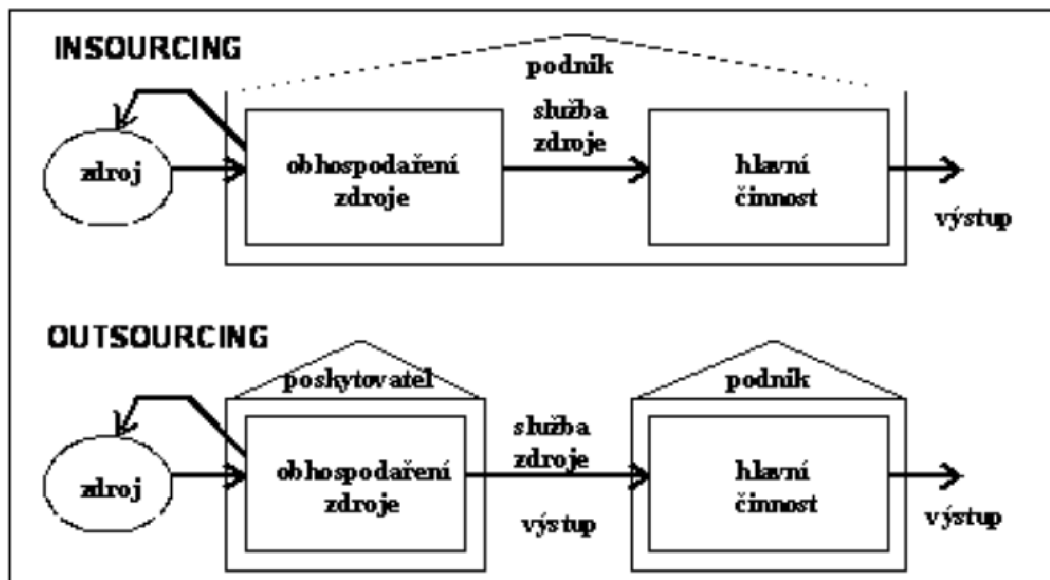 INSOURCING
podnik
služba
zdroje
zdroj
obhospodaření
zdroje
hlavní
činnost
výstup
OUTSOURCING
poskytovatel
podnik
služba
zdroje
zdroj
obhospodaření
zdroje
hlavní
činnost
výstup
výstup